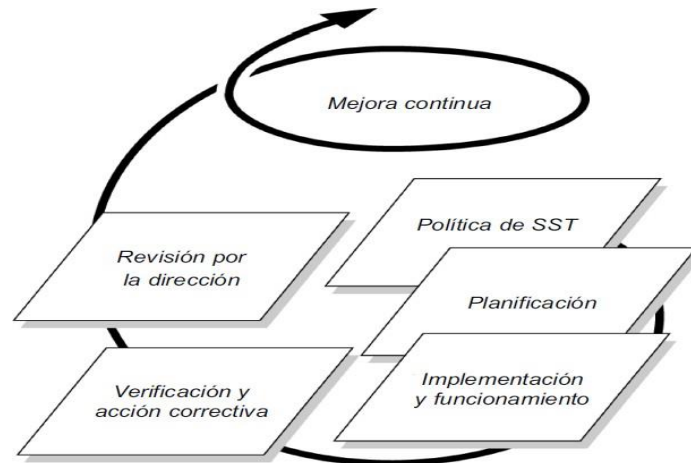 Mejora continua
Política de SST
Planificación
Implementación
y funcionamiento
Verificación y
acción correctiva
Revisión por
la dirección